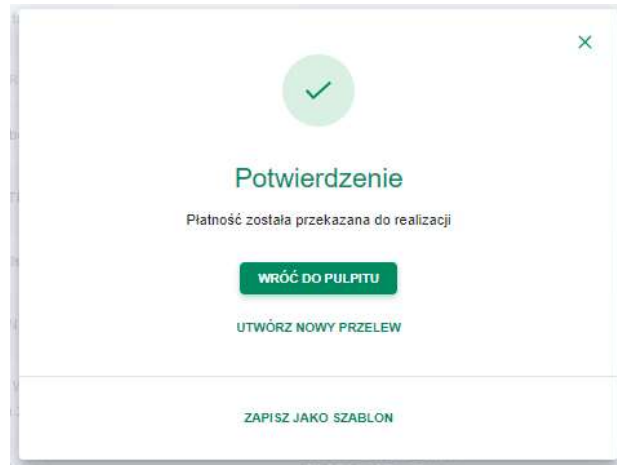 Potwierdzenie
Płatność została przekazana do realizacji
WRÓĆ DO PULPITU
UTWÓRZ NOWY PRZELEW
ZAPISZ JAKO SZABLON